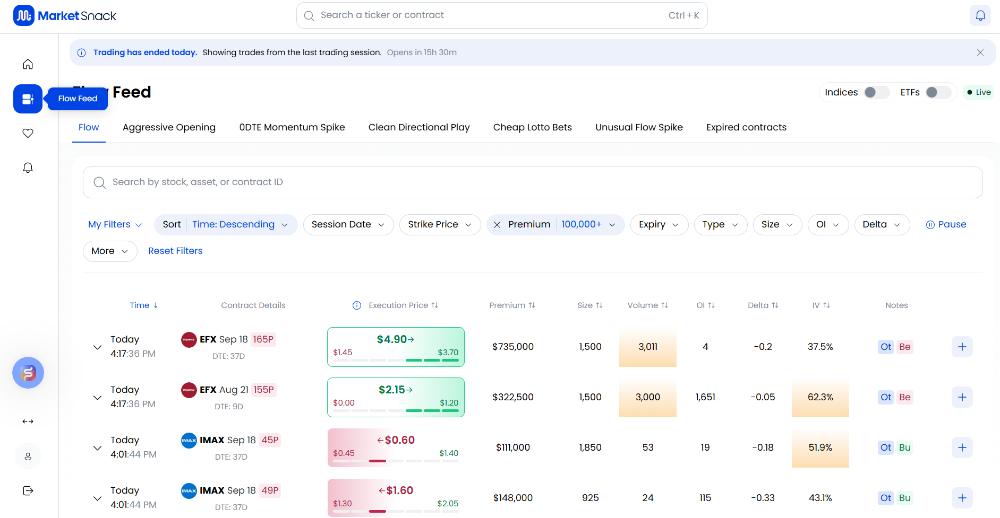 MarketSnack
Search a ticker or contract
Ctrl + K
Trading has ended today. Showing trades from the last trading session. Opens in 15h 30m
Feed
Flow Feed
Indices
ETFs
Live
Flow
Aggressive Opening
0DTE Momentum Spike
Clean Directional Play
Cheap Lotto Bets
Unusual Flow Spike
Expired contracts
Search by stock, asset, or contract ID
My Filters
Sort
Time: Descending
Session Date
Strike Price
Premium
100,000+
Expiry
Type
Size
OI
Delta
Pause
More
Reset Filters
Time
Contract Details
Execution Price
Premium
Size
Volume
OI
Delta
IV
Notes
Today
4:17:36 PM
EFX Sep 18 165P
DTE: 37D
$4.90→
$1.45
$3.70
$735,000
1,500
3,011
4
-0.2
37.5%
Ot
Be
Today
4:17:36 PM
EFX Aug 21 155P
DTE: 9D
$2.15→
$0.00
$1.20
$322,500
1,500
3,000
1,651
-0.05
62.3%
Ot
Be
Today
4:01:44 PM
IMAX
IMAX Sep 18 45P
DTE: 37D
←$0.60
$0.45
$1.40
$111,000
1,850
53
19
-0.18
51.9%
Ot
Bu
Today
4:01:44 PM
IMAX
IMAX Sep 18 49P
DTE: 37D
←$1.60
$1.30
$2.05
$148,000
925
24
115
-0.33
43.1%
Ot
Bu